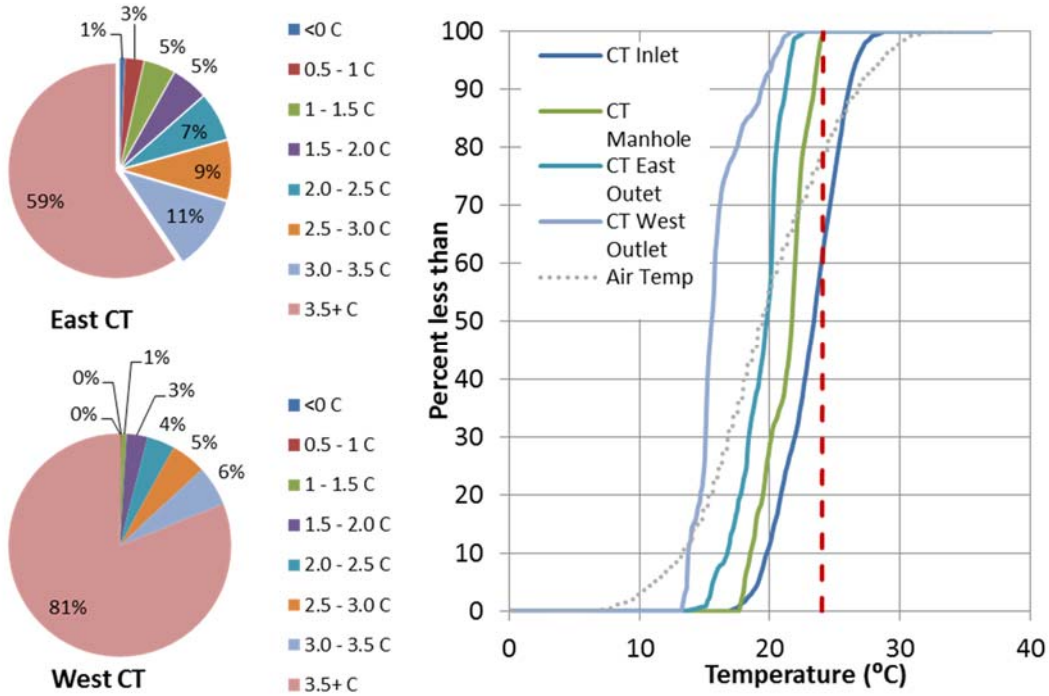 1%
3%
5%
5%
7%
9%
11%
59%
East CT
<0 C
0.5 - 1 C
1 - 1.5 C
1.5 - 2.0 C
2.0 - 2.5 C
2.5 - 3.0 C
3.0 - 3.5 C
3.5+ C
0%
0%
1%
3%
4%
5%
6%
81%
West CT
<0 C
0.5 - 1 C
1 - 1.5 C
1.5 - 2.0 C
2.0 - 2.5 C
2.5 - 3.0 C
3.0 - 3.5 C
3.5+ C
Percent less than
100
90
80
70
60
50
40
30
20
10
0
CT Inlet
CT
Manhole
CT East
Outet
CT West
Outlet
Air Temp
0
10
20
30
40
Temperature (⁰C)